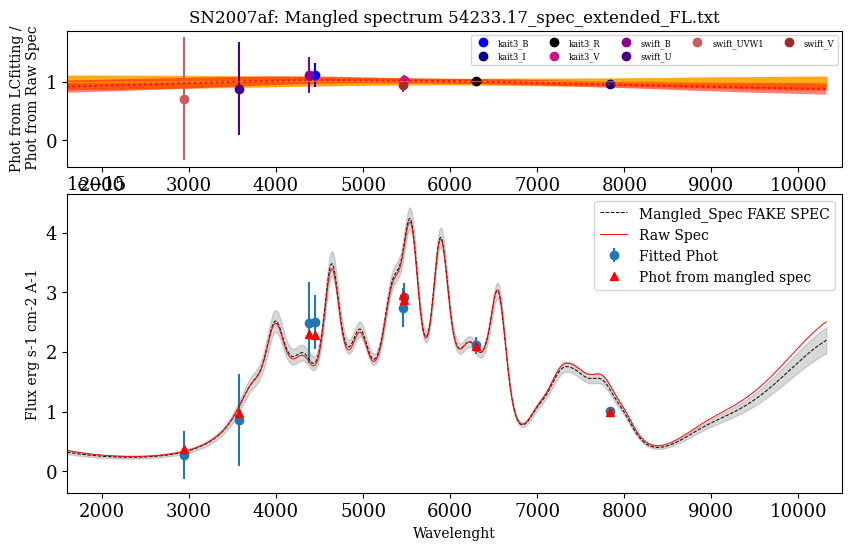 SN2007af: Mangled spectrum 54233.17_spec_extended_FL.txt
Phot from LCfitting /
Phot from Raw Spec
1
0
kait3_B
kait3_I
kait3_R
kait3_V
swift_B
swift_U
swift_UVW1
swift_V
2000 3000 4000 5000 6000 7000 8000 9000 10000
1e−15
Flux erg s-1 cm-2 A-1
4
3
2
1
0
Mangled_Spec FAKE SPEC
Raw Spec
Fitted Phot
Phot from mangled spec
2000 3000 4000 5000 6000 7000 8000 9000 10000
Wavelenght